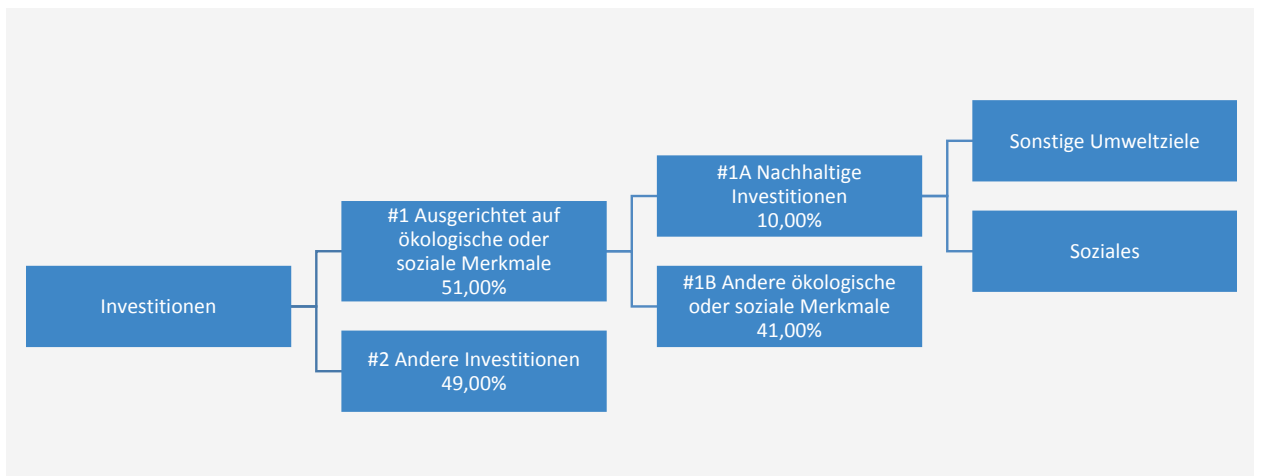 Investitionen
#1 Ausgerichtet auf
ökologische oder
soziale Merkmale
51,00%
#2 Andere Investitionen
49,00%
#1A Nachhaltige
Investitionen
10,00%
#1B Andere ökologische
oder soziale Merkmale
41,00%
Sonstige Umweltziele
Soziales